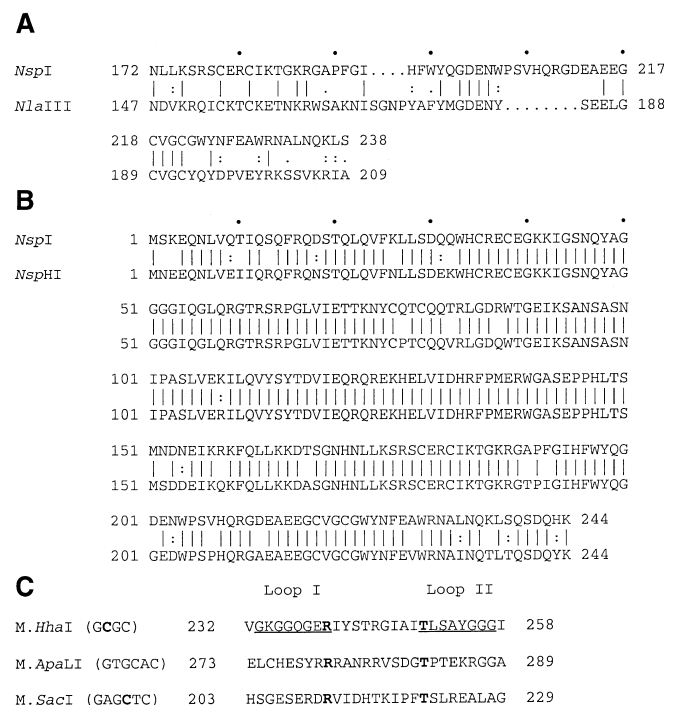 A
NspI 172 NLLKSRSCERCIKTGKRGAPFGI....HFWYQGDENWPSVHQRGDEAEEG 217
NlaIII 147 NDVKRQICKTCKETNKRWSAKNISGNPYAFYMGDENY........SEELG 188
218 CVGCGWYNFEAWRNALNQKLS 238
189 CVGCYQYDPVEYRKSSVKRIA 209
B
NspI 1 MSKEQNLVQTIQSQFRQDSTQLQVFKLLSDQQWHCRECEGKKIGSNQYAG
NspHI 1 MNEEQNLVEIIQRQFRQNSTQLQVFNLLSDEKWHCRECEGKKIGSNQYAG
51 GGGIQGLQRGTRSRPGLVIETTKNYCQTCQQTRLGDRWTGEIKSANSASN
51 GGGIQGLQRGTRSRPGLVIETTKNYCPTCQQVRLGDQWTGEIKSANSASN
101 IPASLVEKILQVYSYTDVIEQRQREKHELVIDHRFPMERWGASEPPHLTS
101 IPASLVERILQVYSYTDVIEQRQREKHELVIDHRFPMERWGASEPPHLTS
151 MNDNEIKRKFQLLKKDTSGNHNLLKSRSCERCIKTGKRGAPFGIHFWYQG
151 MSDDEIKQKFQLLKKDASGNHNLLKSRSCERCIKTGKRGTPIGIHFWYQG
201 DENWPSVHQRGDEAEEGCVGCGWYNFEAWRNALNQKLSQSDQHK 244
201 GEDWPSPHQRGAEAEEGCVGCGWYNFEVWRNAINQTLTQSDQYK 244
C
Loop I Loop II
M.HhaI (GCGC) 232 VGKGGQGERIYSTRGIAITLSAYGGGI 258
M.ApaLI (GTGCAC) 273 ELCHESYRRRANRRVSDGTPTEKRGGA 289
M.SacI (GAGCTC) 203 HSGESERDRVIDHTKIPFTSLREALAG 229